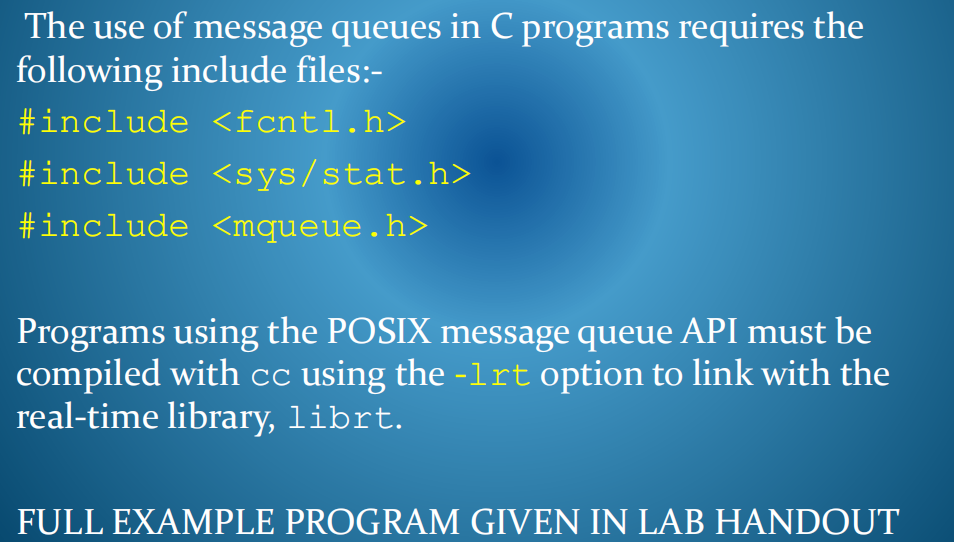 The use of message queues in C programs requires the
following include files:-
#include <fcntl.h>
#include <sys/stat.h>
#include <mqueue.h>
Programs using the POSIX message queue API must be
compiled with cc using the -lrt option to link with the
real-time library, librt.
FULL EXAMPLE PROGRAM GIVEN IN LAB HANDOUT